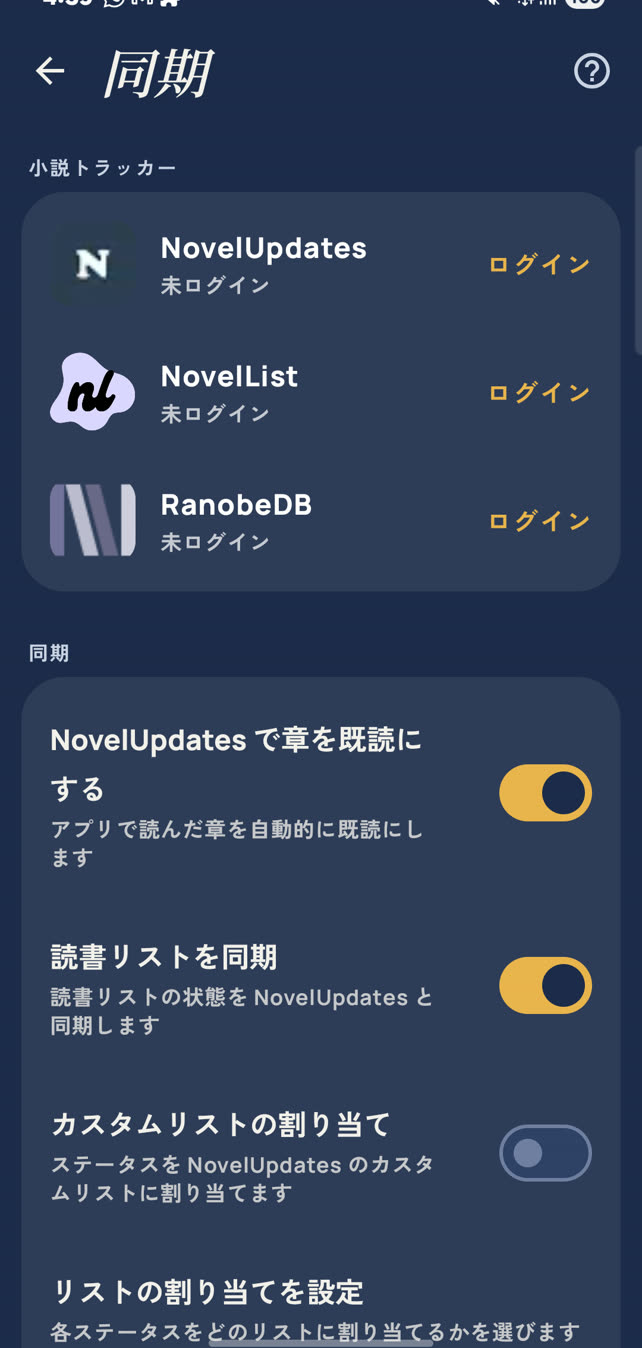 同期
小説トラッカー
NovelUpdates
未ログイン
ログイン
NovelList
未ログイン
ログイン
RanobeDB
未ログイン
ログイン
同期
NovelUpdates で章を既読に
する
アプリで読んだ章を自動的に既読にし
ます
読書リストを同期
読書リストの状態を NovelUpdates と
同期します
カスタムリストの割り当て
ステータスを NovelUpdates のカスタ
ムリストに割り当てます
リストの割り当てを設定
各ステータスをどのリストに割り当てるかを選びます